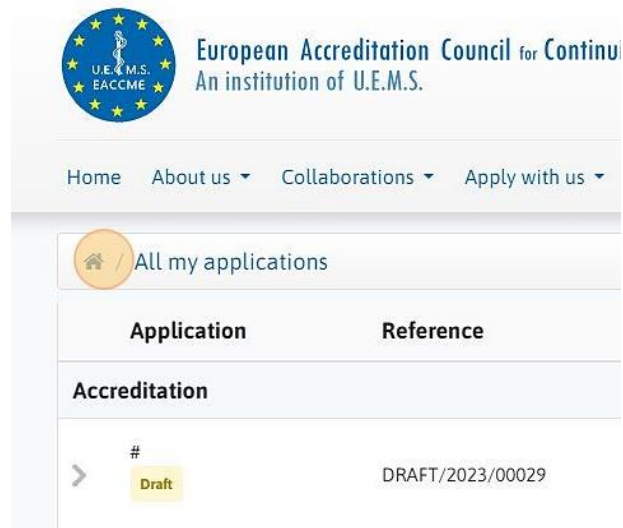 U.E. M.S.
EACCME
European Accreditation Council for
An institution of U.E.M.S.
Home About us Collaborations Apply with us
/ All my applications
Application Reference
Accreditation
#
Draft
DRAFT/2023/00029